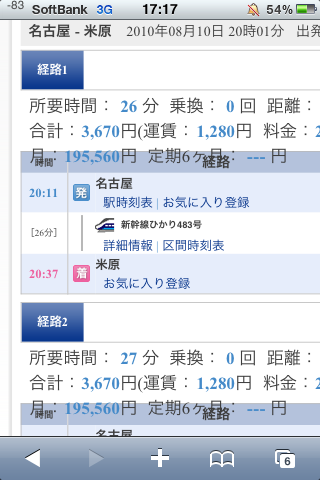 -83 SoftBank 3G 17:17 54%
名古屋 - 米原 2010年08月10日 20時01分 出発
経路1
所要時間： 26 分 乗換： 0 回 距離：
合計：3,670円(運賃：1,280円 料金：2
月：195,560円 定期6ヶ月： --- 円
時間 経路
20:11 発 名古屋
駅時刻表 | お気に入り登録
[26分] 新幹線ひかり483号
詳細情報 | 区間時刻表
20:37 着 米原
お気に入り登録
経路2
所要時間： 27 分 乗換： 0 回 距離：
合計：3,670円(運賃：1,280円 料金：2
月：195,560円 定期6ヶ月： --- 円
時間 経路
名古屋
6